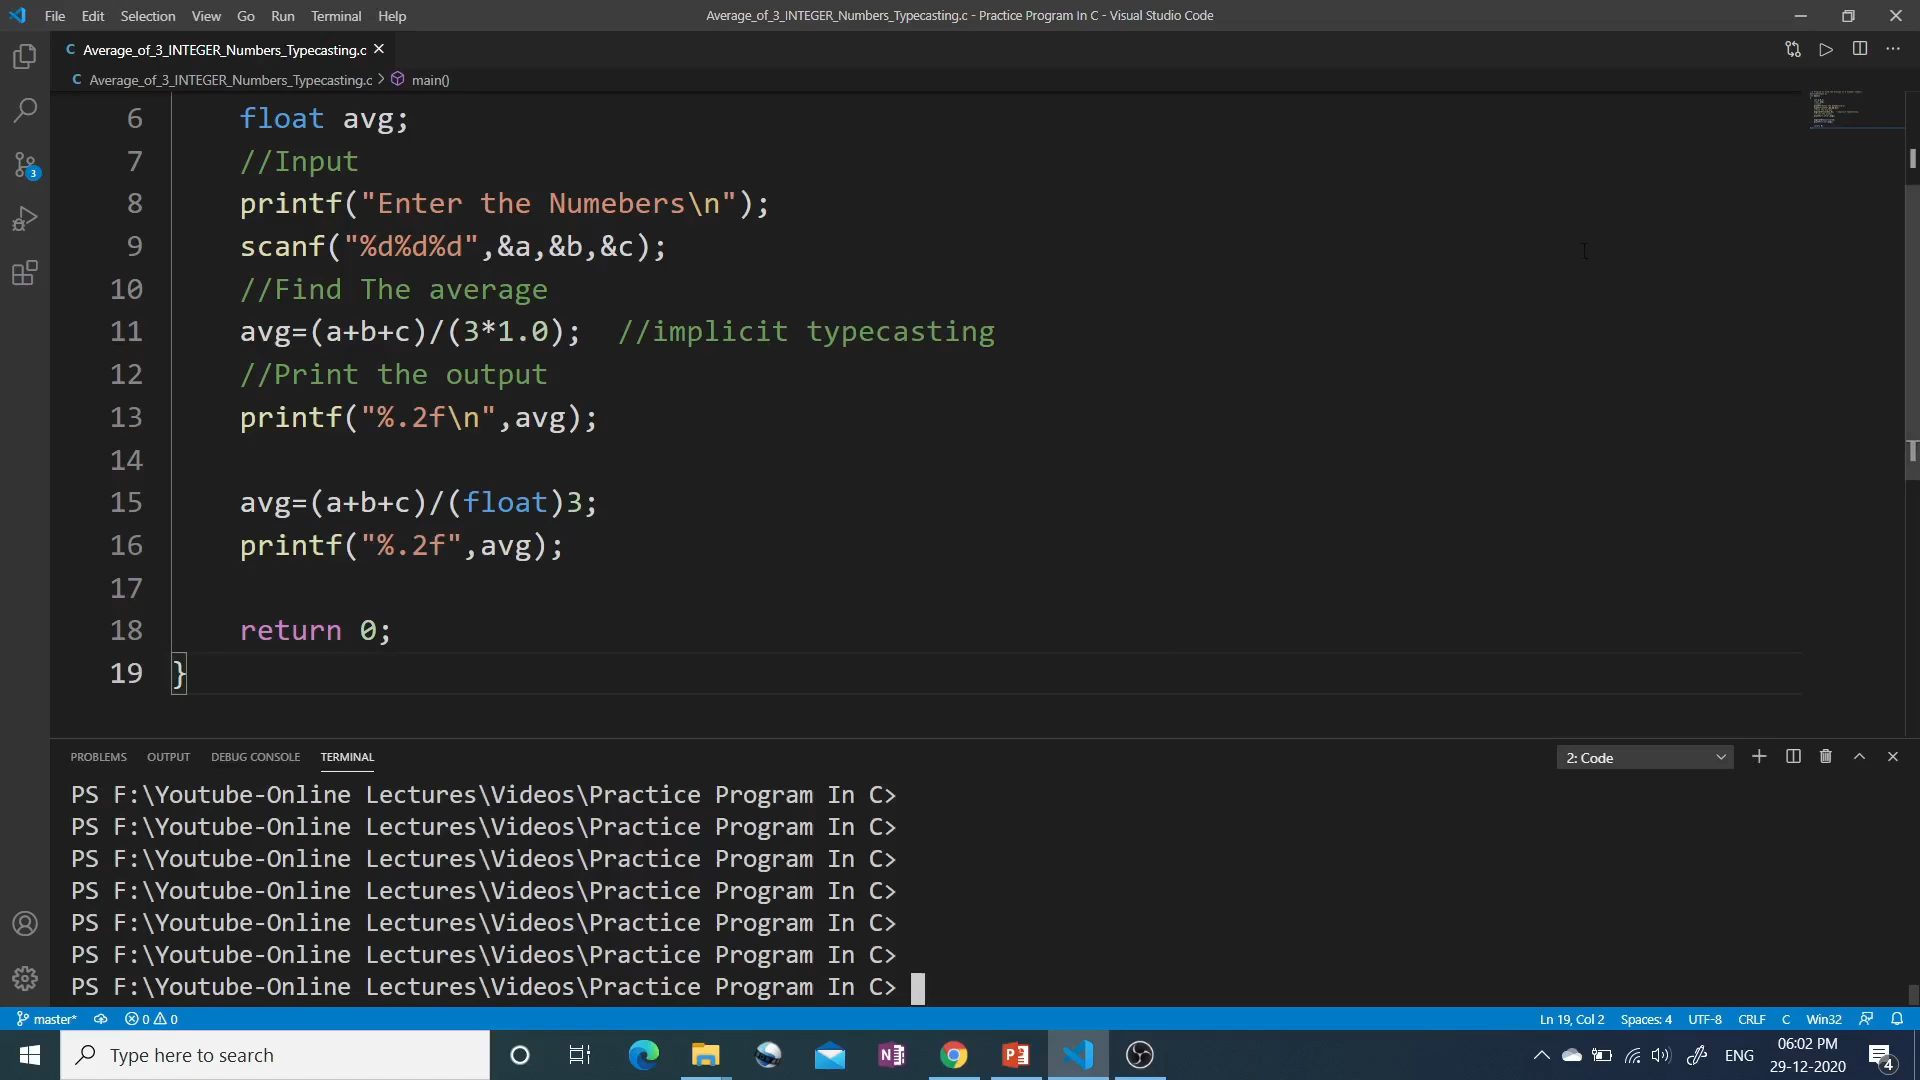 File Edit Selection View Go Run Terminal Help
Average_of_3_INTEGER_Numbers_Typecasting.c - Practice Program In C - Visual Studio Code
C Average_of_3_INTEGER_Numbers_Typecasting.c
C Average_of_3_INTEGER_Numbers_Typecasting.c > main()
3
6 float avg;
7 //Input
8 printf("Enter the Numebers\n");
9 scanf("%d%d%d",&a,&b,&c);
10 //Find The average
11 avg=(a+b+c)/(3*1.0); //implicit typecasting
12 //Print the output
13 printf("%.2f\n",avg);
14
15 avg=(a+b+c)/(float)3;
16 printf("%.2f",avg);
17
18 return 0;
19 }
PROBLEMS OUTPUT DEBUG CONSOLE TERMINAL
2: Code
PS F:\Youtube-Online Lectures\Videos\Practice Program In C>
PS F:\Youtube-Online Lectures\Videos\Practice Program In C>
PS F:\Youtube-Online Lectures\Videos\Practice Program In C>
PS F:\Youtube-Online Lectures\Videos\Practice Program In C>
PS F:\Youtube-Online Lectures\Videos\Practice Program In C>
PS F:\Youtube-Online Lectures\Videos\Practice Program In C>
PS F:\Youtube-Online Lectures\Videos\Practice Program In C>
master* 0 0
Ln 19, Col 2 Spaces: 4 UTF-8 CRLF C Win32
Type here to search
ENG
06:02 PM
29-12-2020
4